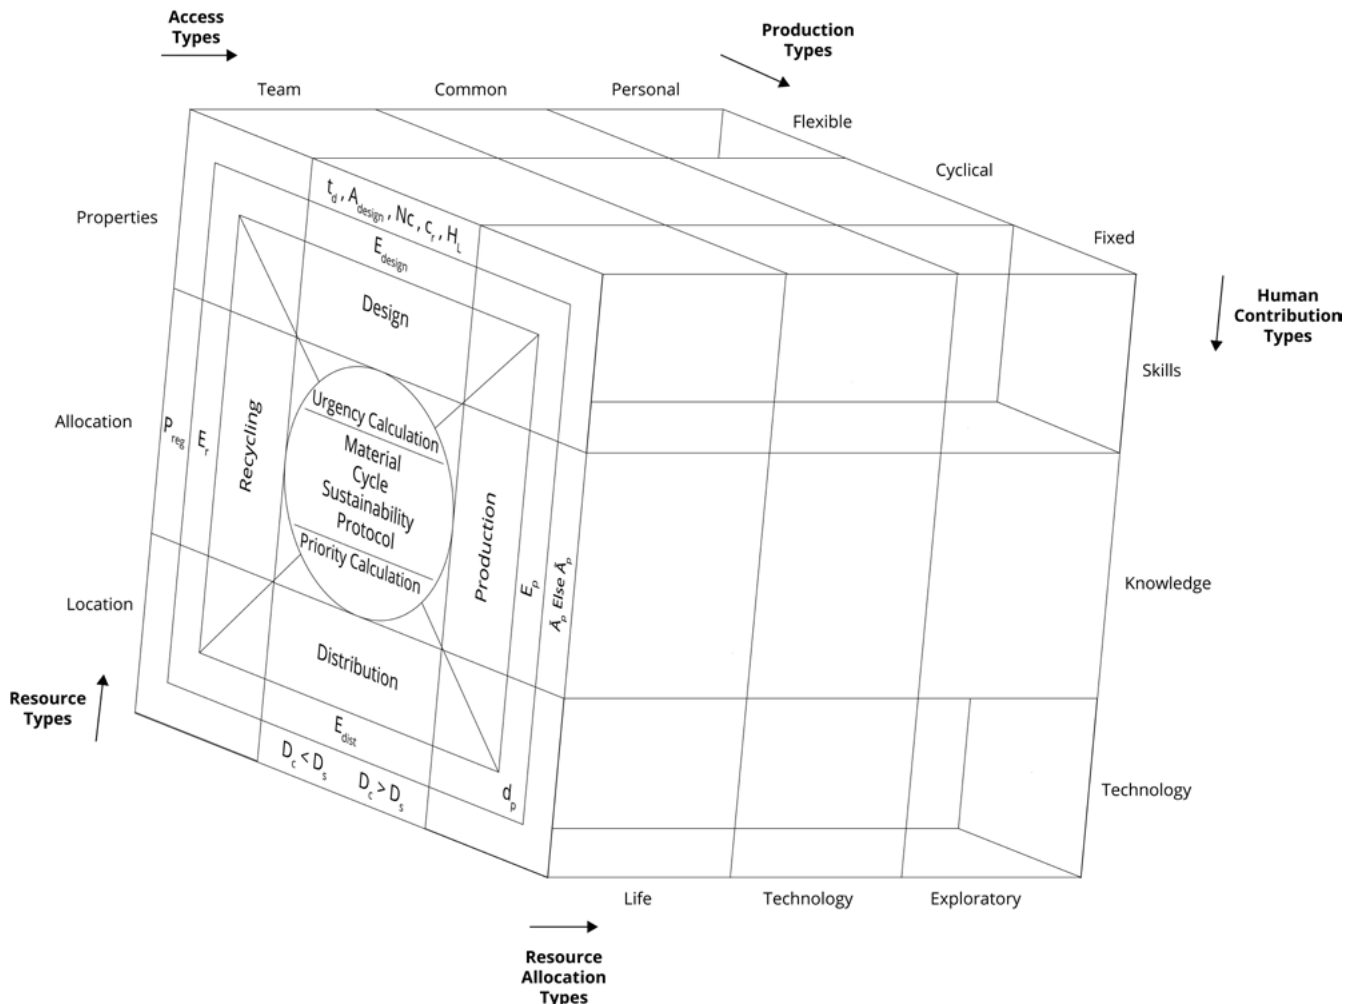 Access
Types
Production
Types
Team
Common
Personal
Flexible
Cyclical
Fixed
Properties
Allocation
Location
Resource
Types
t_d , A_design , Nc , c_r , H_L
E_design
Design
P_reg
E_r
Recycling
Urgency Calculation
Material
Cycle
Sustainability
Protocol
Priority Calculation
Production
E_p
Ă_p Else Ā_p
Distribution
E_dist
D_c < D_s
D_c > D_s
d_p
Human
Contribution
Types
Skills
Knowledge
Technology
Life
Technology
Exploratory
Resource
Allocation
Types